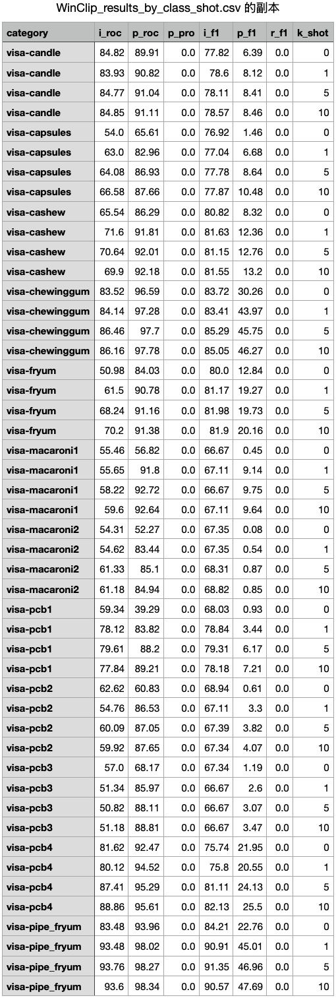 WinClip_results_by_class_shot.csv 的副本
category i_roc p_roc p_pro i_f1 p_f1 r_f1 k_shot
visa-candle 84.82 89.91 0.0 77.82 6.39 0.0 0
visa-candle 83.93 90.82 0.0 78.6 8.12 0.0 1
visa-candle 84.77 91.04 0.0 78.11 8.41 0.0 5
visa-candle 84.85 91.11 0.0 78.57 8.46 0.0 10
visa-capsules 54.0 65.61 0.0 76.92 1.46 0.0 0
visa-capsules 63.0 82.96 0.0 77.04 6.68 0.0 1
visa-capsules 64.08 86.93 0.0 77.78 8.64 0.0 5
visa-capsules 66.58 87.66 0.0 77.87 10.48 0.0 10
visa-cashew 65.54 86.29 0.0 80.82 8.32 0.0 0
visa-cashew 71.6 91.81 0.0 81.63 12.36 0.0 1
visa-cashew 70.64 92.01 0.0 81.15 12.76 0.0 5
visa-cashew 69.9 92.18 0.0 81.55 13.2 0.0 10
visa-chewinggum 83.52 96.59 0.0 83.72 30.26 0.0 0
visa-chewinggum 84.14 97.28 0.0 83.41 43.97 0.0 1
visa-chewinggum 86.46 97.7 0.0 85.29 45.75 0.0 5
visa-chewinggum 86.16 97.78 0.0 85.05 46.27 0.0 10
visa-fryum 50.98 84.03 0.0 80.0 12.84 0.0 0
visa-fryum 61.5 90.78 0.0 81.17 19.27 0.0 1
visa-fryum 68.24 91.16 0.0 81.98 19.73 0.0 5
visa-fryum 70.2 91.38 0.0 81.9 20.16 0.0 10
visa-macaroni1 55.46 56.82 0.0 66.67 0.45 0.0 0
visa-macaroni1 55.65 91.8 0.0 67.11 9.14 0.0 1
visa-macaroni1 58.22 92.72 0.0 66.67 9.75 0.0 5
visa-macaroni1 59.6 92.64 0.0 67.11 9.64 0.0 10
visa-macaroni2 54.31 52.27 0.0 67.35 0.08 0.0 0
visa-macaroni2 54.62 83.44 0.0 67.35 0.54 0.0 1
visa-macaroni2 61.33 85.1 0.0 68.31 0.87 0.0 5
visa-macaroni2 61.18 84.94 0.0 68.82 0.85 0.0 10
visa-pcb1 59.34 39.29 0.0 68.03 0.93 0.0 0
visa-pcb1 78.12 83.82 0.0 78.84 3.44 0.0 1
visa-pcb1 79.61 88.2 0.0 79.31 6.17 0.0 5
visa-pcb1 77.84 89.21 0.0 78.18 7.21 0.0 10
visa-pcb2 62.62 60.83 0.0 68.94 0.61 0.0 0
visa-pcb2 54.76 86.53 0.0 67.11 3.3 0.0 1
visa-pcb2 60.09 87.05 0.0 67.39 3.82 0.0 5
visa-pcb2 59.92 87.65 0.0 67.34 4.07 0.0 10
visa-pcb3 57.0 68.17 0.0 67.34 1.19 0.0 0
visa-pcb3 51.34 85.97 0.0 66.67 2.6 0.0 1
visa-pcb3 50.82 88.11 0.0 66.67 3.07 0.0 5
visa-pcb3 51.18 88.81 0.0 66.67 3.47 0.0 10
visa-pcb4 81.62 92.47 0.0 75.74 21.95 0.0 0
visa-pcb4 80.12 94.52 0.0 75.8 20.55 0.0 1
visa-pcb4 87.41 95.29 0.0 81.11 24.13 0.0 5
visa-pcb4 88.86 95.61 0.0 82.13 25.5 0.0 10
visa-pipe_fryum 83.48 93.96 0.0 84.21 22.76 0.0 0
visa-pipe_fryum 93.48 98.02 0.0 90.91 45.01 0.0 1
visa-pipe_fryum 93.76 98.27 0.0 91.35 46.96 0.0 5
visa-pipe_fryum 93.6 98.34 0.0 90.57 47.69 0.0 10